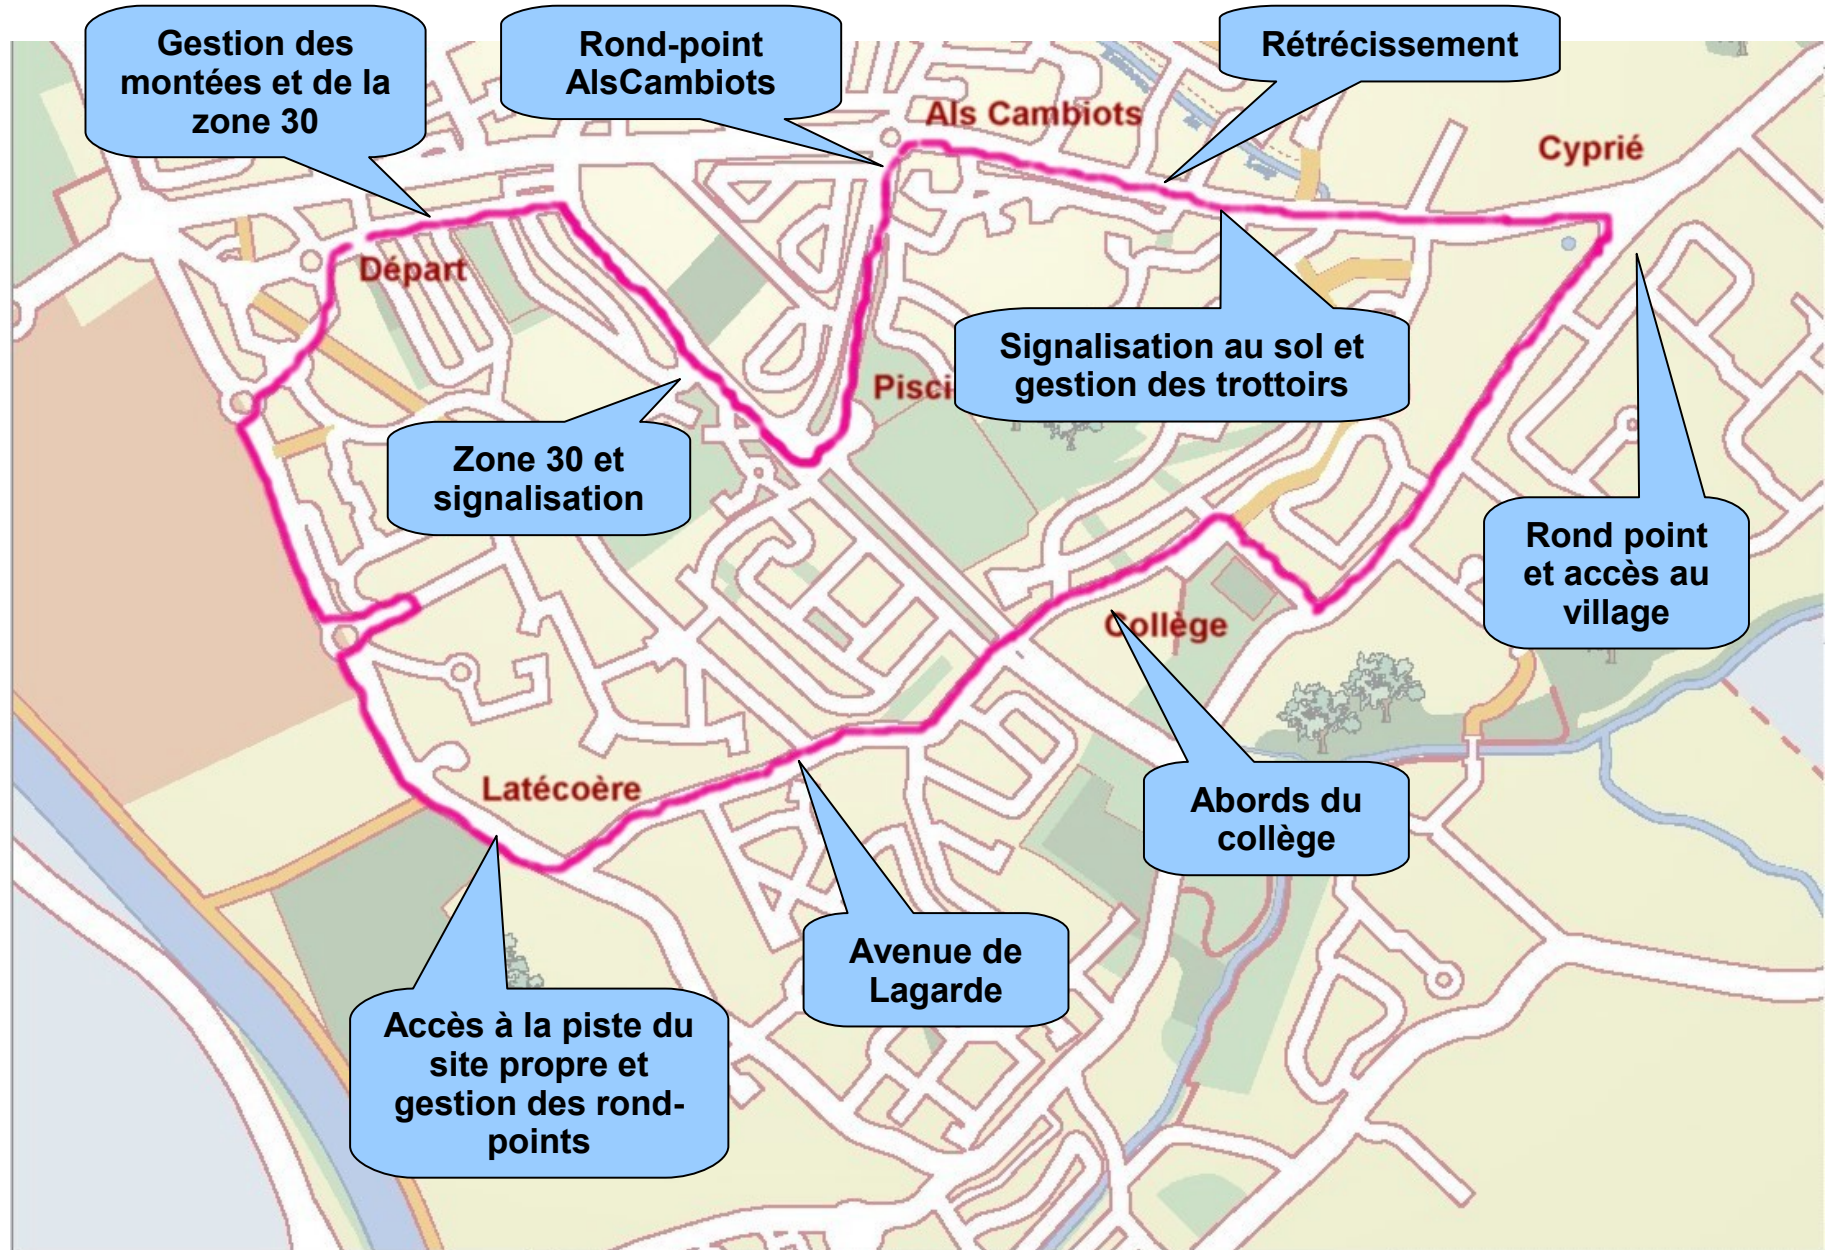 Gestion des
montées et de la
zone 30
Rond-point
AlsCambiots
Rétrécissement
Als Cambiots
Cyprié
Départ
Signalisation au sol et
gestion des trottoirs
Pisci
Zone 30 et
signalisation
Rond point
et accès au
village
Collège
Latécoère
Abords du
collège
Avenue de
Lagarde
Accès à la piste du
site propre et
gestion des rond-
points